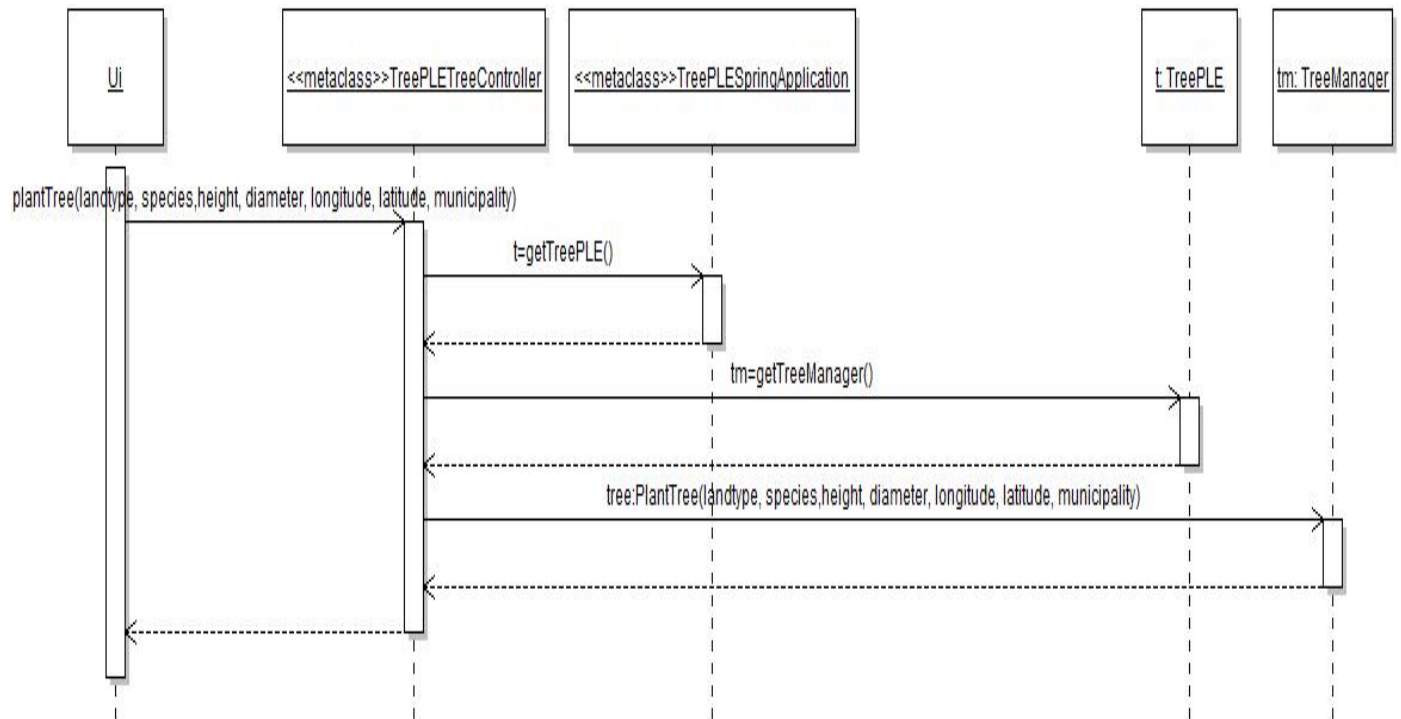 Ui
<<metaclass>>TreePLETreeController
<<metaclass>>TreePLESpringApplication
t: TreePLE
tm: TreeManager
plantTree(landtype, species,height, diameter, longitude, latitude, municipality)
t=getTreePLE()
tm=getTreeManager()
tree:PlantTree(landtype, species,height, diameter, longitude, latitude, municipality)